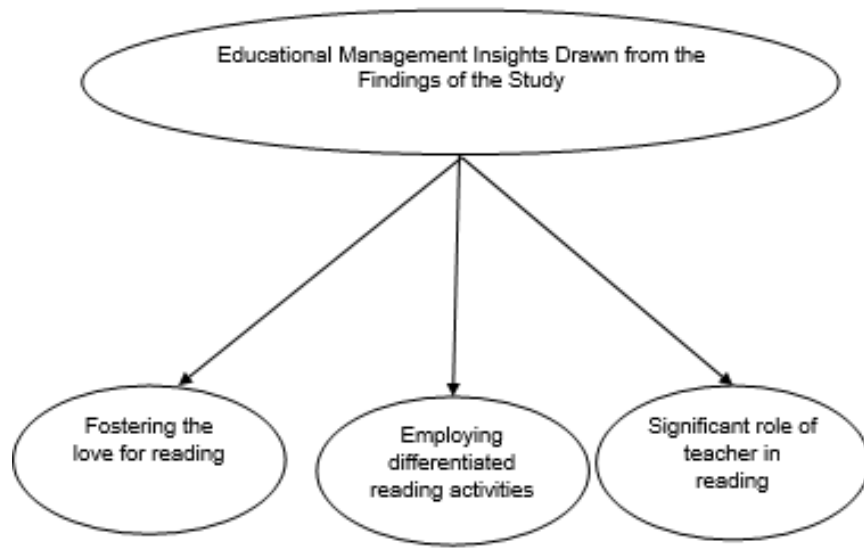 Educational Management Insights Drawn from the
Findings of the Study
Fostering the
love for reading
Employing
differentiated
reading activities
Significant role of
teacher in
reading